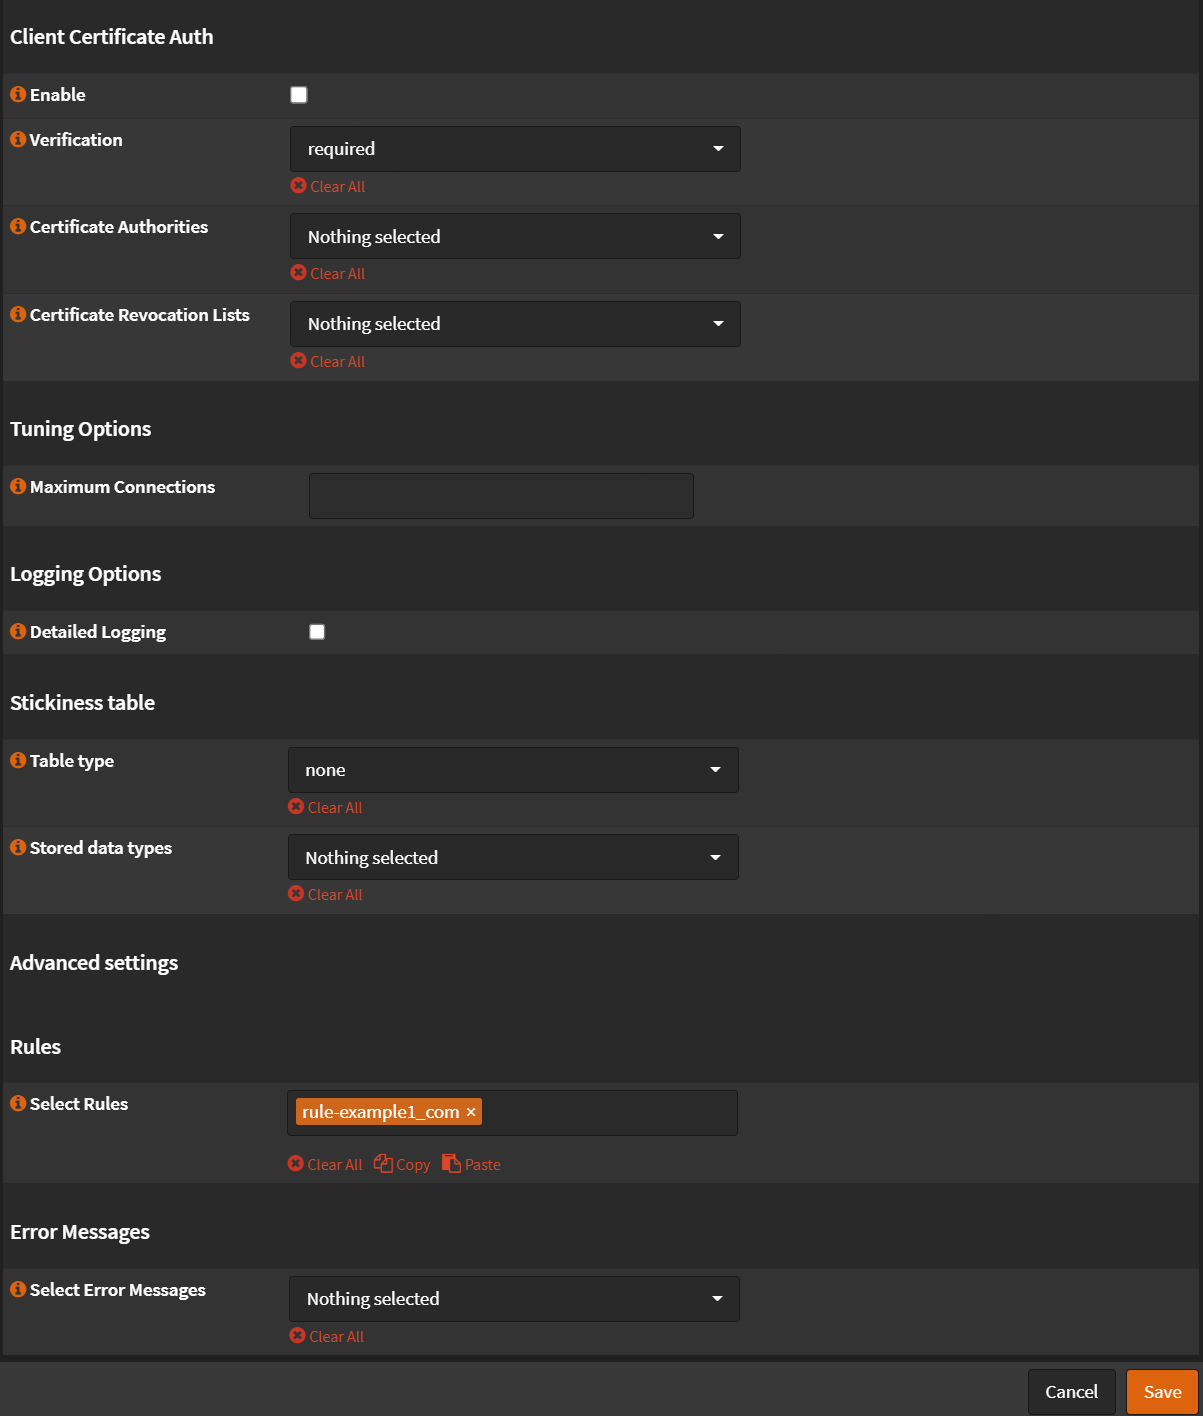 Client Certificate Auth
Enable
Verification
required
Clear All
Certificate Authorities
Nothing selected
Clear All
Certificate Revocation Lists
Nothing selected
Clear All
Tuning Options
Maximum Connections
Logging Options
Detailed Logging
Stickiness table
Table type
none
Clear All
Stored data types
Nothing selected
Clear All
Advanced settings
Rules
Select Rules
rule-example1_com ×
Clear All Copy Paste
Error Messages
Select Error Messages
Nothing selected
Clear All
Cancel Save